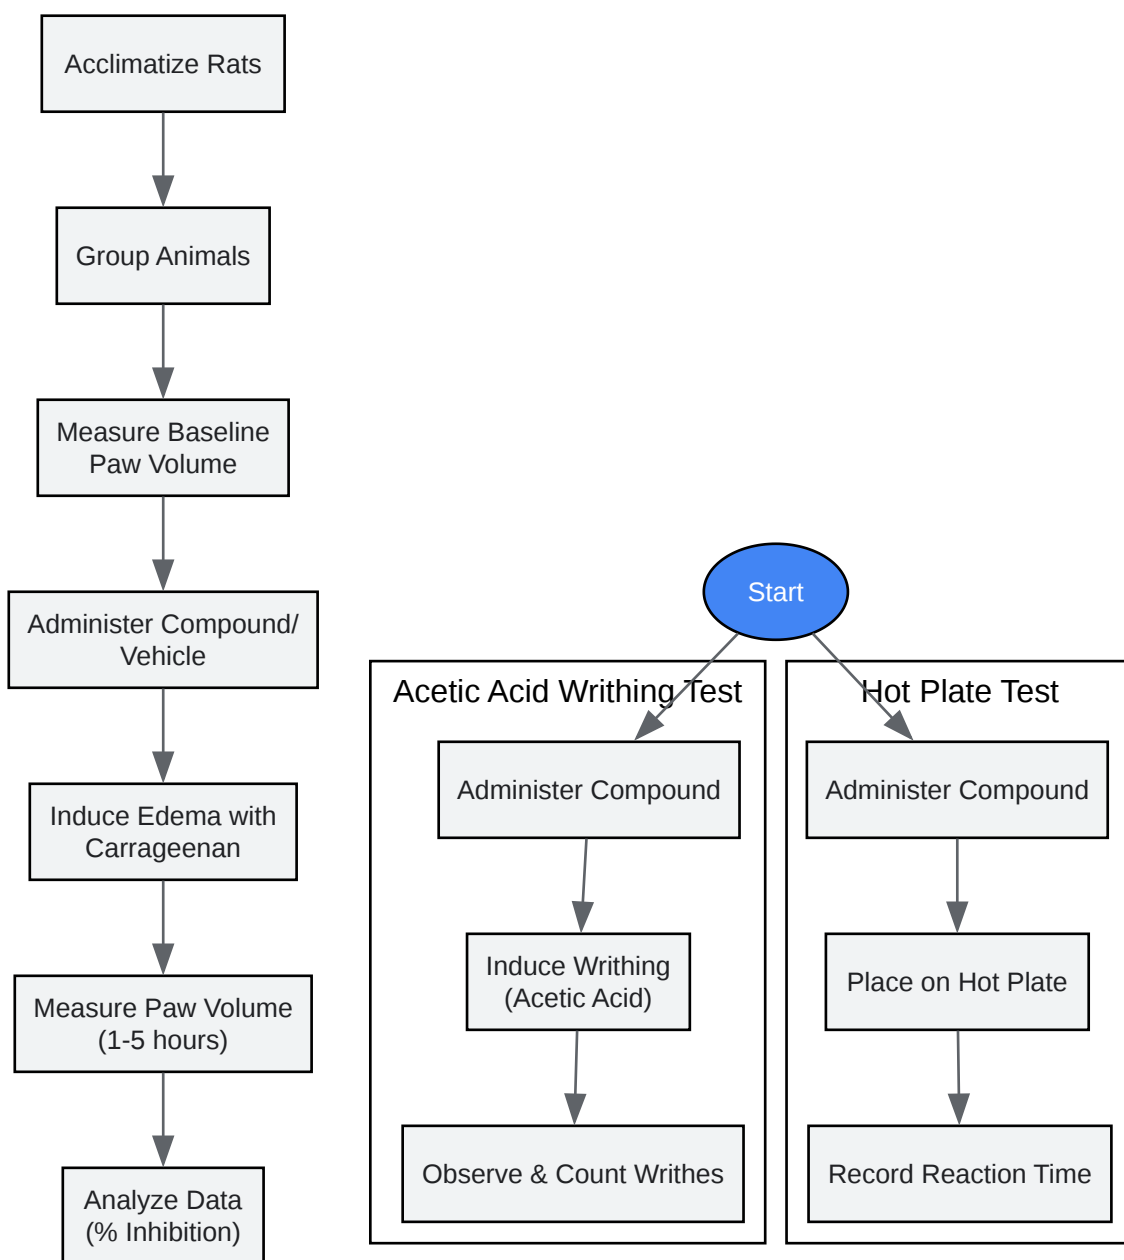 Acclimatize Rats
Group Animals
Measure Baseline
Paw Volume
Administer Compound/
Vehicle
Induce Edema with
Carrageenan
Measure Paw Volume
(1-5 hours)
Analyze Data
(% Inhibition)
Start
Acetic Acid Writhing Test
Administer Compound
Induce Writhing
(Acetic Acid)
Observe & Count Writhes
Hot Plate Test
Administer Compound
Place on Hot Plate
Record Reaction Time